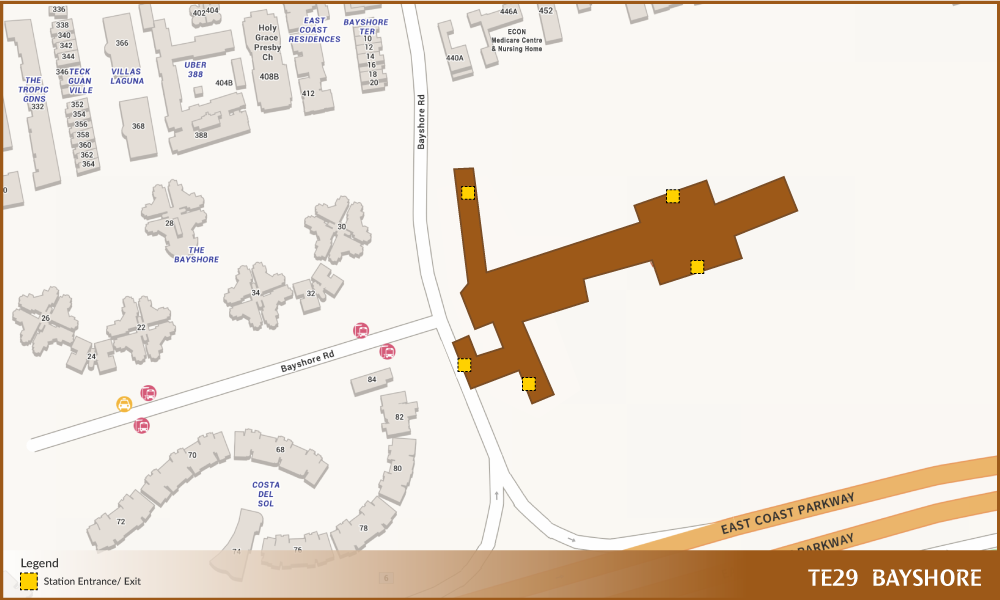 336
338
340
342
344
346
TECK
GUAN
VILLE
352
354
356
358
360
362
364
THE
TROPIC
GDNS
332
366
VILLAS
LAGUNA
368
402
404
UBER
388
404B
388
Holy
Grace
Presby
Ch
408B
EAST
COAST
RESIDENCES
412
BAYSHORE
TER
10
12
14
16
18
20
Bayshore Rd
440A
446A
452
ECON
Medicare Centre
& Nursing Home
28
THE
BAYSHORE
30
34
32
26
24
22
Bayshore Rd
84
82
80
78
76
74
72
70
68
COSTA
DEL
SOL
6
EAST COAST PARKWAY
PARKWAY
Legend
Station Entrance/ Exit
TE29 BAYSHORE